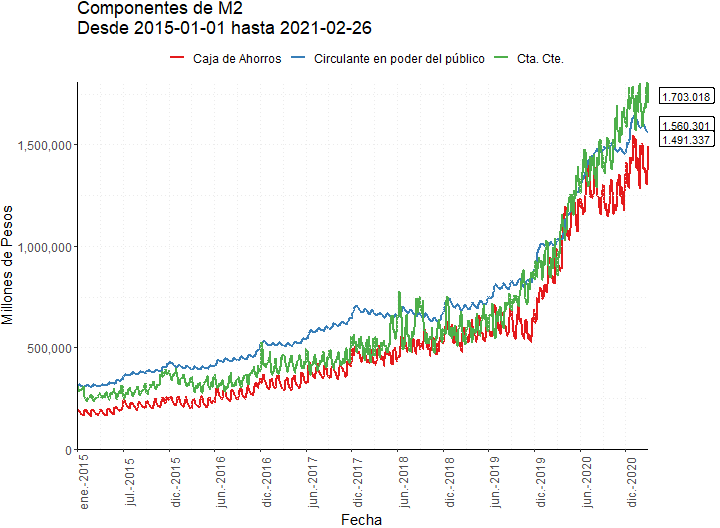 Componentes de M2
Desde 2015-01-01 hasta 2021-02-26
Caja de Ahorros Circulante en poder del público Cta. Cte.
1.703.018
1.560.301
1.491.337
1,500,000
1,000,000
500,000
0
Millones de Pesos
ene.-2015
jul.-2015
dic.-2015
jun.-2016
dic.-2016
jun.-2017
dic.-2017
jun.-2018
dic.-2018
jun.-2019
dic.-2019
jun.-2020
dic.-2020
Fecha